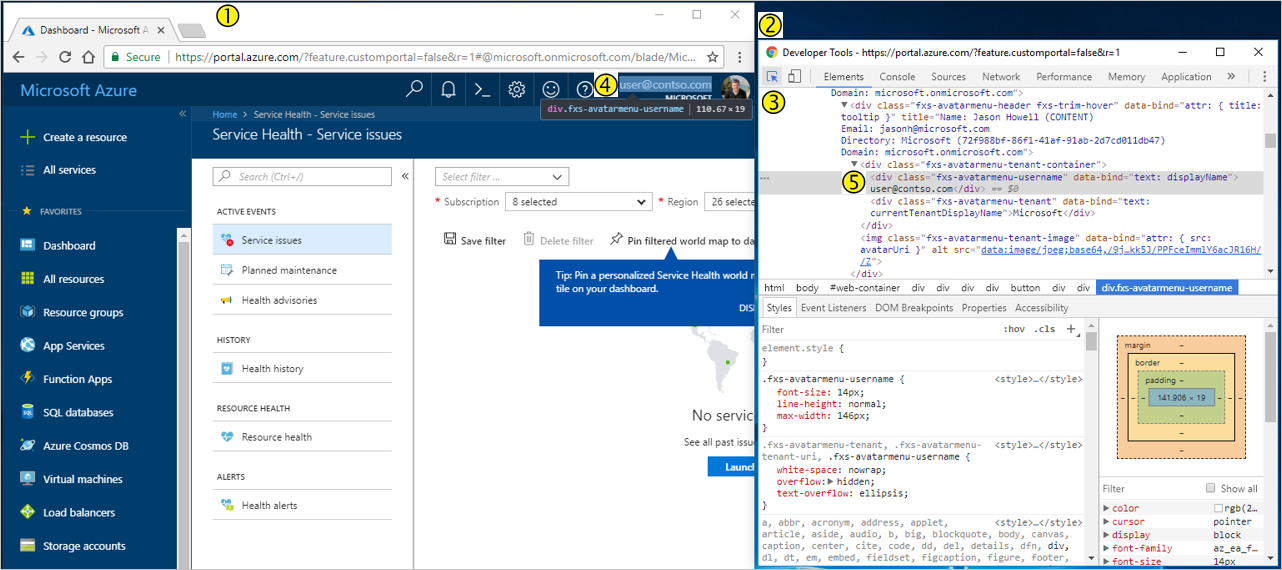 1
Dashboard - Microsoft A
Secure
https://portal.azure.com/?feature.customportal=false&r=1#@microsoft.onmicrosoft.com/blade/Mic...
Microsoft Azure
4
user@contso.com
MICROSOFT
div.fxs-avatarmenu-username | 110.67 × 19
Create a resource
All services
FAVORITES
Dashboard
All resources
Resource groups
App Services
Function Apps
SQL databases
Azure Cosmos DB
Virtual machines
Load balancers
Storage accounts
Home > Service Health - Service issues
Service Health - Service issues
Search (Ctrl+/)
ACTIVE EVENTS
Service issues
Planned maintenance
Health advisories
HISTORY
Health history
RESOURCE HEALTH
Resource health
ALERTS
Health alerts
Select filter ...
* Subscription 8 selected * Region 26 selecte
Save filter Delete filter Pin filtered world map to da
Tip: Pin a personalized Service Health world m
tile on your dashboard.
DIS
No servic
See all past issu
Launc
2
Developer Tools - https://portal.azure.com/?feature.customportal=false&r=1
Elements Console Sources Network Performance Memory Application »
3
Domain: microsoft.onmicrosoft.com">
▼<div class="fxs-avatarmenu-header fxs-trim-hover" data-bind="attr: { title:
tooltip }" title="Name: Jason Howell (CONTENT)
Email: jasonh@microsoft.com
Directory: Microsoft (72f988bf-86f1-41af-91ab-2d7cd011db47)
Domain: microsoft.onmicrosoft.com">
▼<div class="fxs-avatarmenu-tenant-container">
5
<div class="fxs-avatarmenu-username" data-bind="text: displayName">
user@contso.com</div> == $0
<div class="fxs-avatarmenu-tenant" data-bind="text:
currentTenantDisplayName">Microsoft</div>
</div>
<img class="fxs-avatarmenu-tenant-image" data-bind="attr: { src:
avatarUri }" alt src="data:image/jpeg;base64,/9j…kk5J/PPFceImmlY6acJR16H/
/Z">
</div>
html body #web-container div div div div button div div div.fxs-avatarmenu-username
Styles Event Listeners DOM Breakpoints Properties Accessibility
Filter :hov .cls +
element.style {
}
.fxs-avatarmenu-username { <style>…</style>
font-size: 14px;
line-height: normal;
max-width: 146px;
}
.fxs-avatarmenu-tenant, .fxs-avatarmenu- <style>…</style>
tenant-uri, .fxs-avatarmenu-username {
white-space: nowrap;
overflow:▶hidden;
text-overflow: ellipsis;
}
a, abbr, acronym, address, applet, <style>…</style>
article, aside, audio, b, big, blockquote, body, canvas,
caption, center, cite, code, dd, del, details, dfn, div,
dl, dt, em, embed, fieldset, figcaption, figure, footer,
margin –
border –
padding –
– – – 141.906 × 19 – – –
–
–
–
Filter Show all
▶ color rgb(2…
▶ cursor pointer
▶ display block
▶ font-family az_ea_f…
▶ font-size 14px